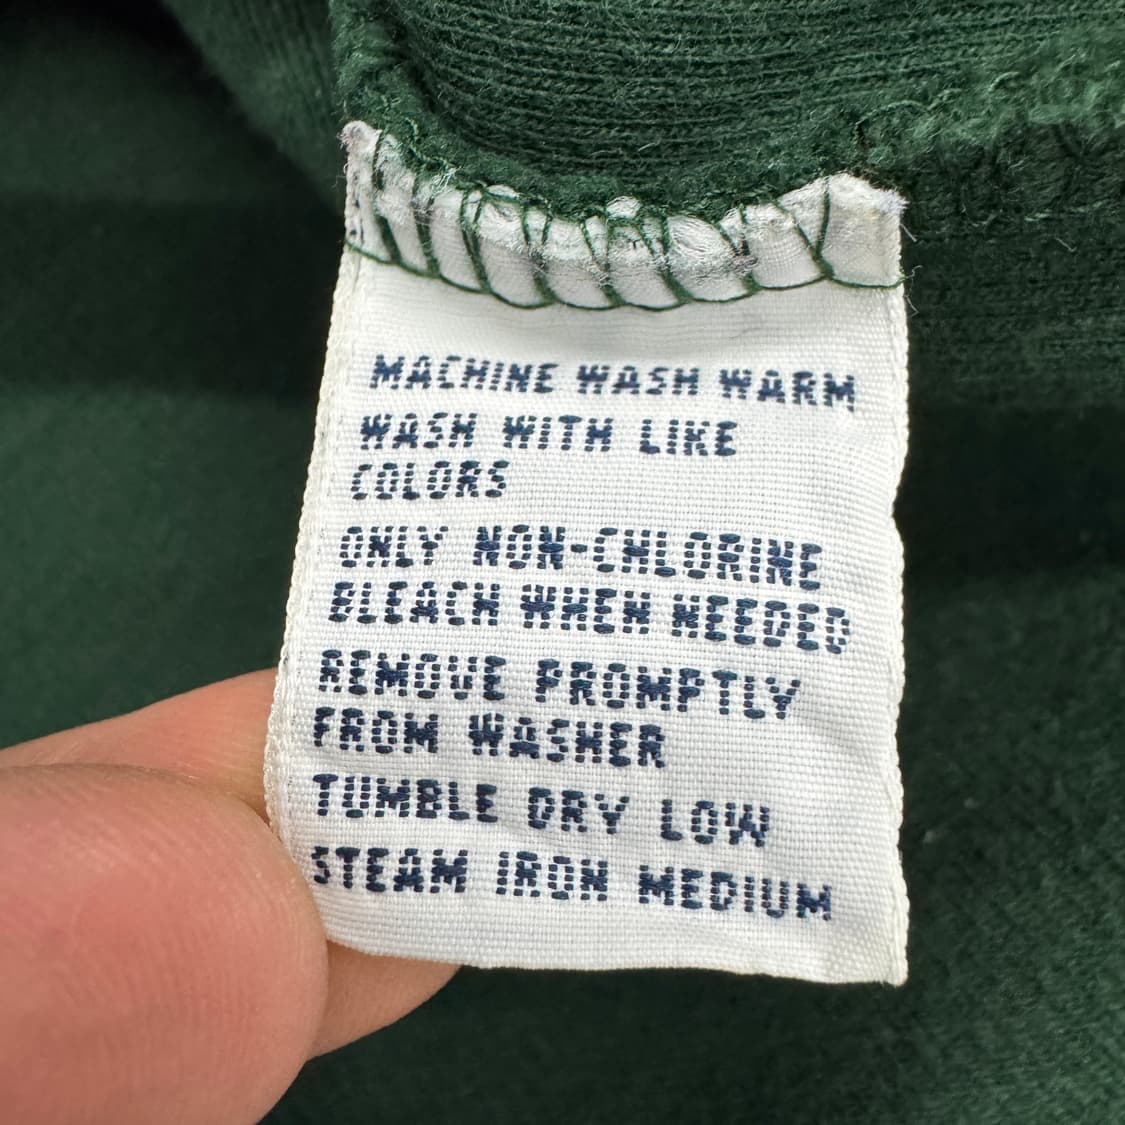 MACHINE WASH WARM
WASH WITH LIKE
COLORS
ONLY NON-CHLORINE
BLEACH WHEN NEEDED
REMOVE PROMPTLY
FROM WASHER
TUMBLE DRY LOW
STEAM IRON MEDIUM